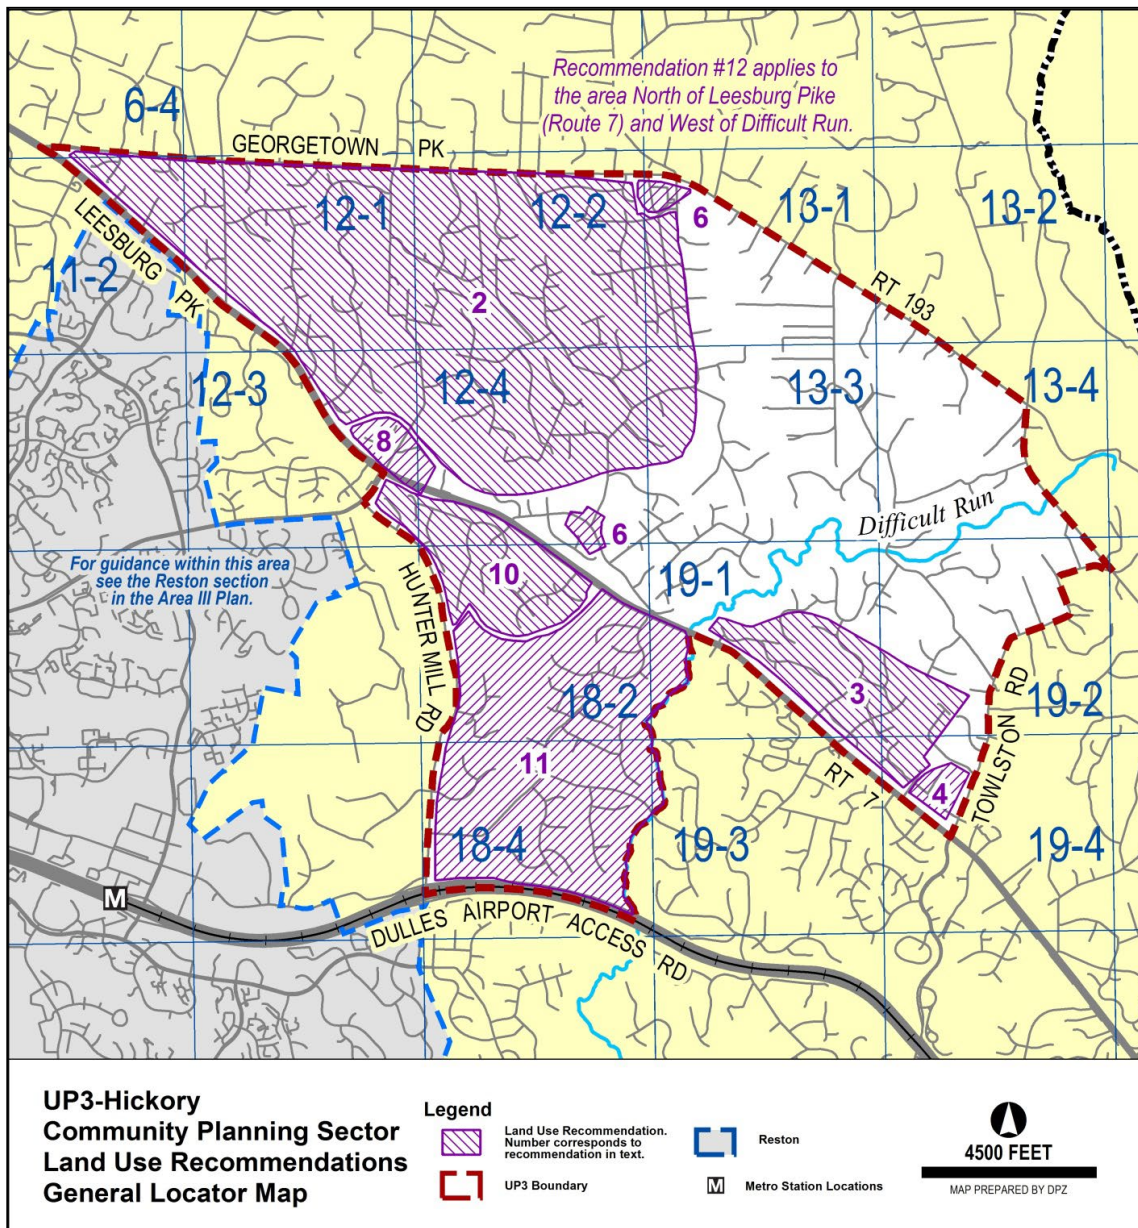 Recommendation #12 applies to
the area North of Leesburg Pike
(Route 7) and West of Difficult Run.
6-4
GEORGETOWN PK
12-1
12-2
6
13-1
13-2
LEESBURG PK
11-2
2
RT 193
12-3
12-4
13-3
13-4
8
Difficult Run
6
For guidance within this area
see the Reston section
in the Area III Plan.
HUNTER MILL RD
10
19-1
18-2
3
TOWLSTON RD
19-2
11
RT 7
4
18-4
19-3
19-4
M
DULLES AIRPORT ACCESS RD
UP3-Hickory
Community Planning Sector
Land Use Recommendations
General Locator Map
Legend
Land Use Recommendation.
Number corresponds to
recommendation in text.
UP3 Boundary
Reston
M Metro Station Locations
4500 FEET
MAP PREPARED BY DPZ